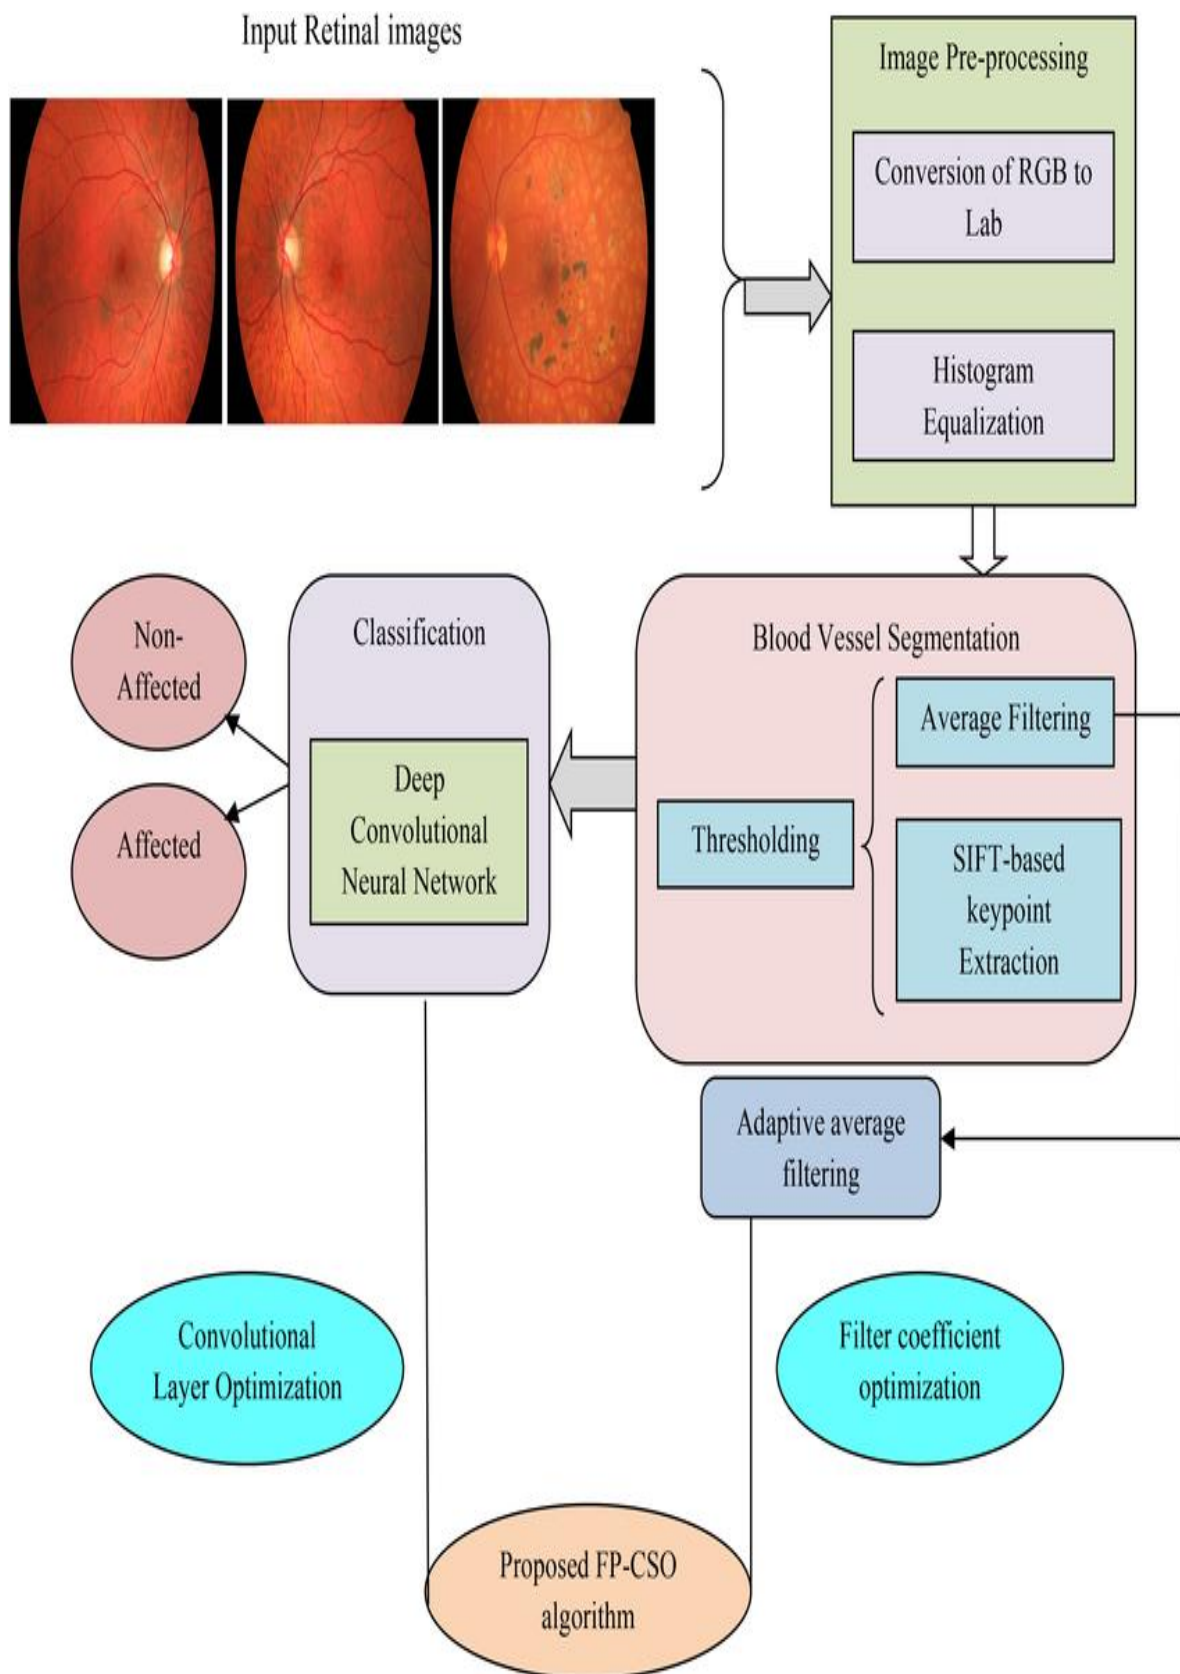 Input Retinal images
Image Pre-processing
Conversion of RGB to
Lab
Histogram
Equalization
Non-
Affected
Affected
Classification
Deep
Convolutional
Neural Network
Blood Vessel Segmentation
Average Filtering
Thresholding
SIFT-based
keypoint
Extraction
Adaptive average
filtering
Convolutional
Layer Optimization
Filter coefficient
optimization
Proposed FP-CSO
algorithm